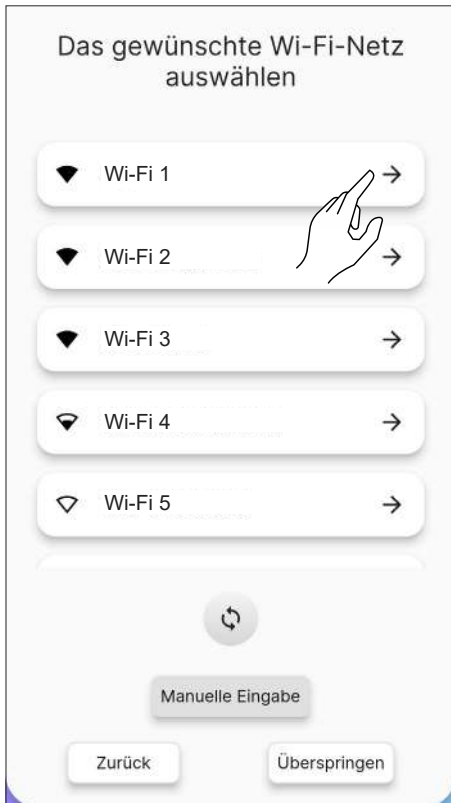 Das gewünschte Wi-Fi-Netz
auswählen
Wi-Fi 1
Wi-Fi 2
Wi-Fi 3
Wi-Fi 4
Wi-Fi 5
Manuelle Eingabe
Zurück
Überspringen